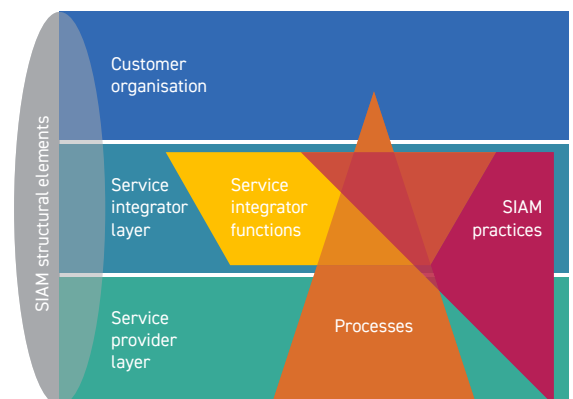 Customer
organisation
SIAM structural elements
Service
integrator
layer
Service
integrator
functions
SIAM
practices
Service
provider
layer
Processes